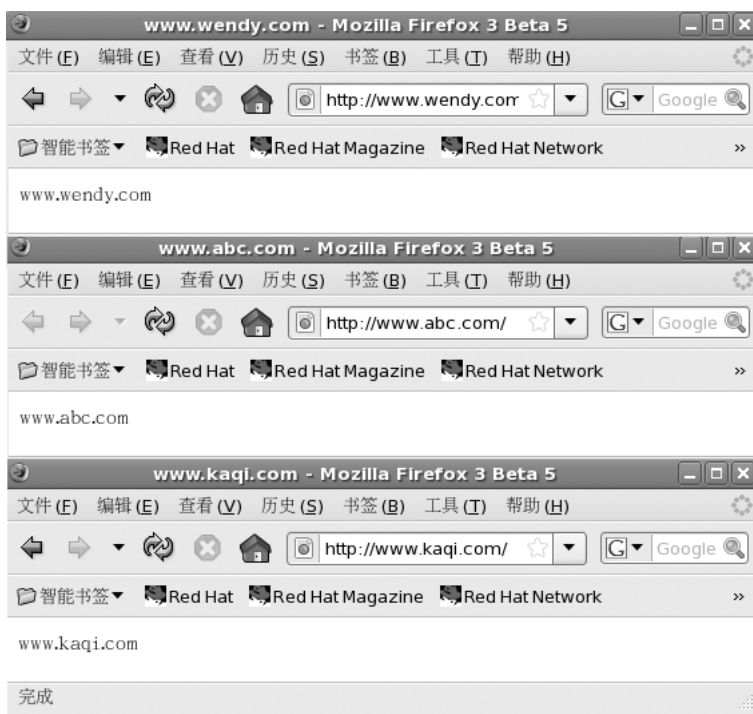 www.wendy.com - Mozilla Firefox 3 Beta 5
文件(F) 编辑(E) 查看(V) 历史(S) 书签(B) 工具(T) 帮助(H)
http://www.wendy.com G Google
智能书签 Red Hat Red Hat Magazine Red Hat Network »
www.wendy.com
www.abc.com - Mozilla Firefox 3 Beta 5
文件(F) 编辑(E) 查看(V) 历史(S) 书签(B) 工具(T) 帮助(H)
http://www.abc.com/ G Google
智能书签 Red Hat Red Hat Magazine Red Hat Network »
www.abc.com
www.kaqi.com - Mozilla Firefox 3 Beta 5
文件(F) 编辑(E) 查看(V) 历史(S) 书签(B) 工具(T) 帮助(H)
http://www.kaqi.com/ G Google
智能书签 Red Hat Red Hat Magazine Red Hat Network »
www.kaqi.com
完成